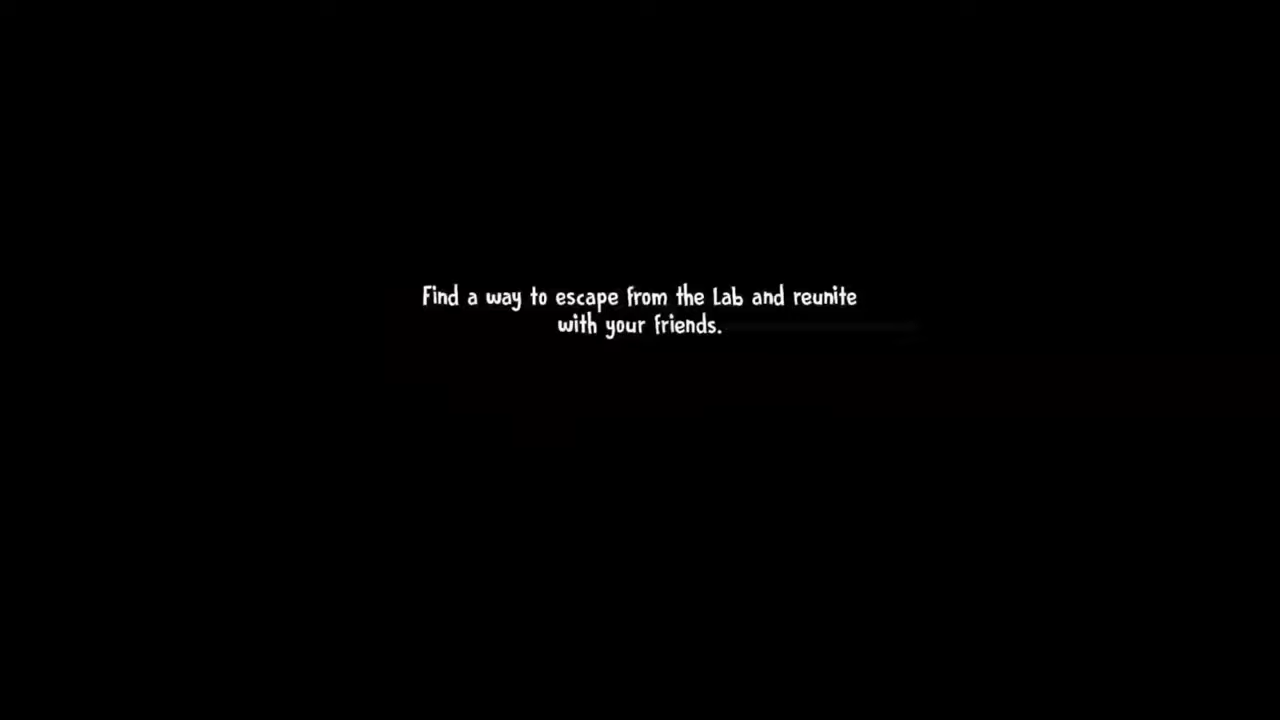 Find a way to escape from the Lab and reunite
with your friends.